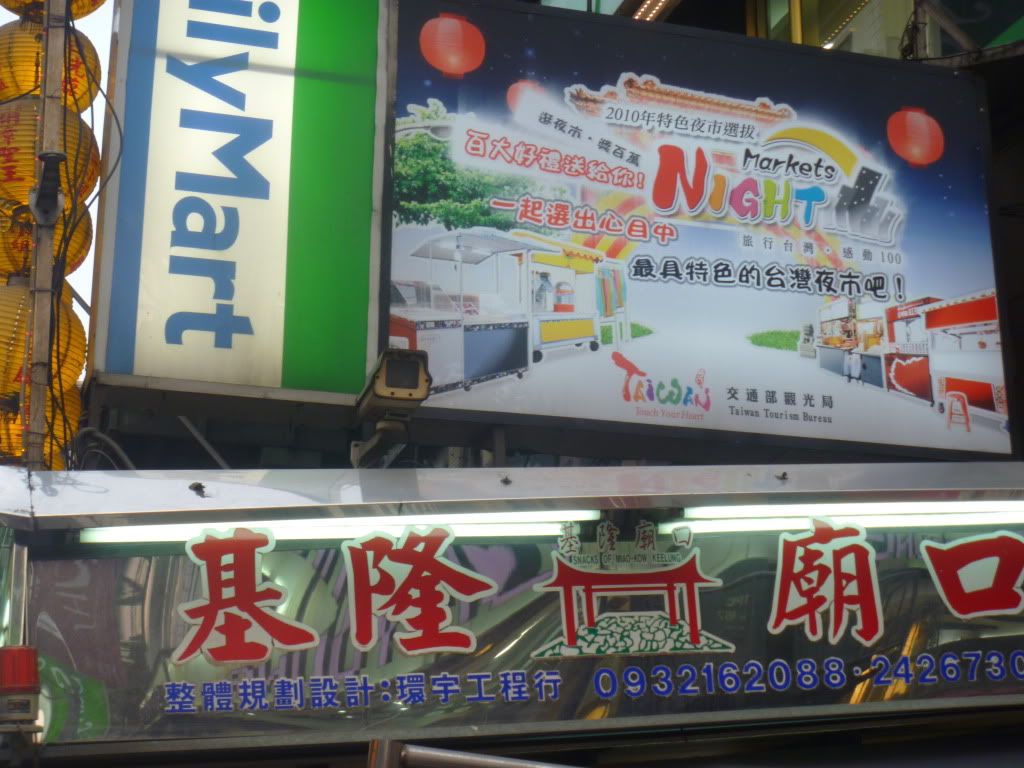 ilyMart
2010年特色夜市選拔
逛夜市・獎百萬
百大好禮送給你!
Markets
NIGHT
一起選出心目中
旅行台灣・感動100
最具特色的台灣夜市吧!
TAIWAN
Touch Your Heart
交通部觀光局
Taiwan Tourism Bureau
基隆廟口
SNACKS OF MIAO-KOW KEELUNG
基隆 廟口
整體規劃設計:環宇工程行 0932162088・2426730